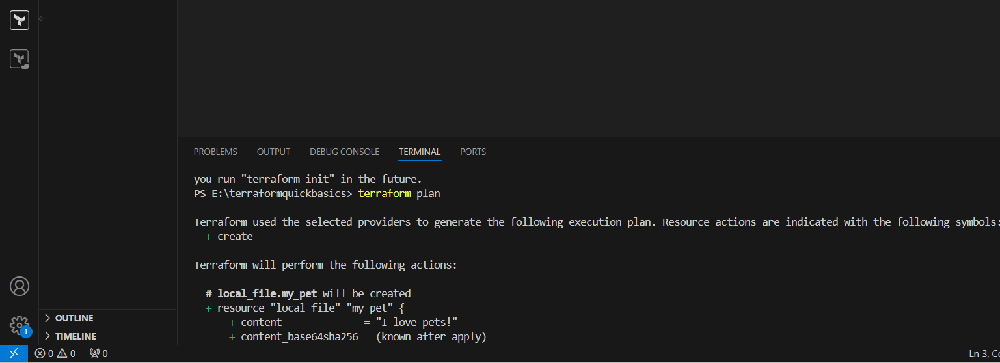 PROBLEMS OUTPUT DEBUG CONSOLE TERMINAL PORTS
you run "terraform init" in the future.
PS E:\terraformquickbasics> terraform plan
Terraform used the selected providers to generate the following execution plan. Resource actions are indicated with the following symbols:
+ create
Terraform will perform the following actions:
# local_file.my_pet will be created
+ resource "local_file" "my_pet" {
+ content = "I love pets!"
+ content_base64sha256 = (known after apply)
OUTLINE
TIMELINE
1
0 0 0 Ln 3, Co